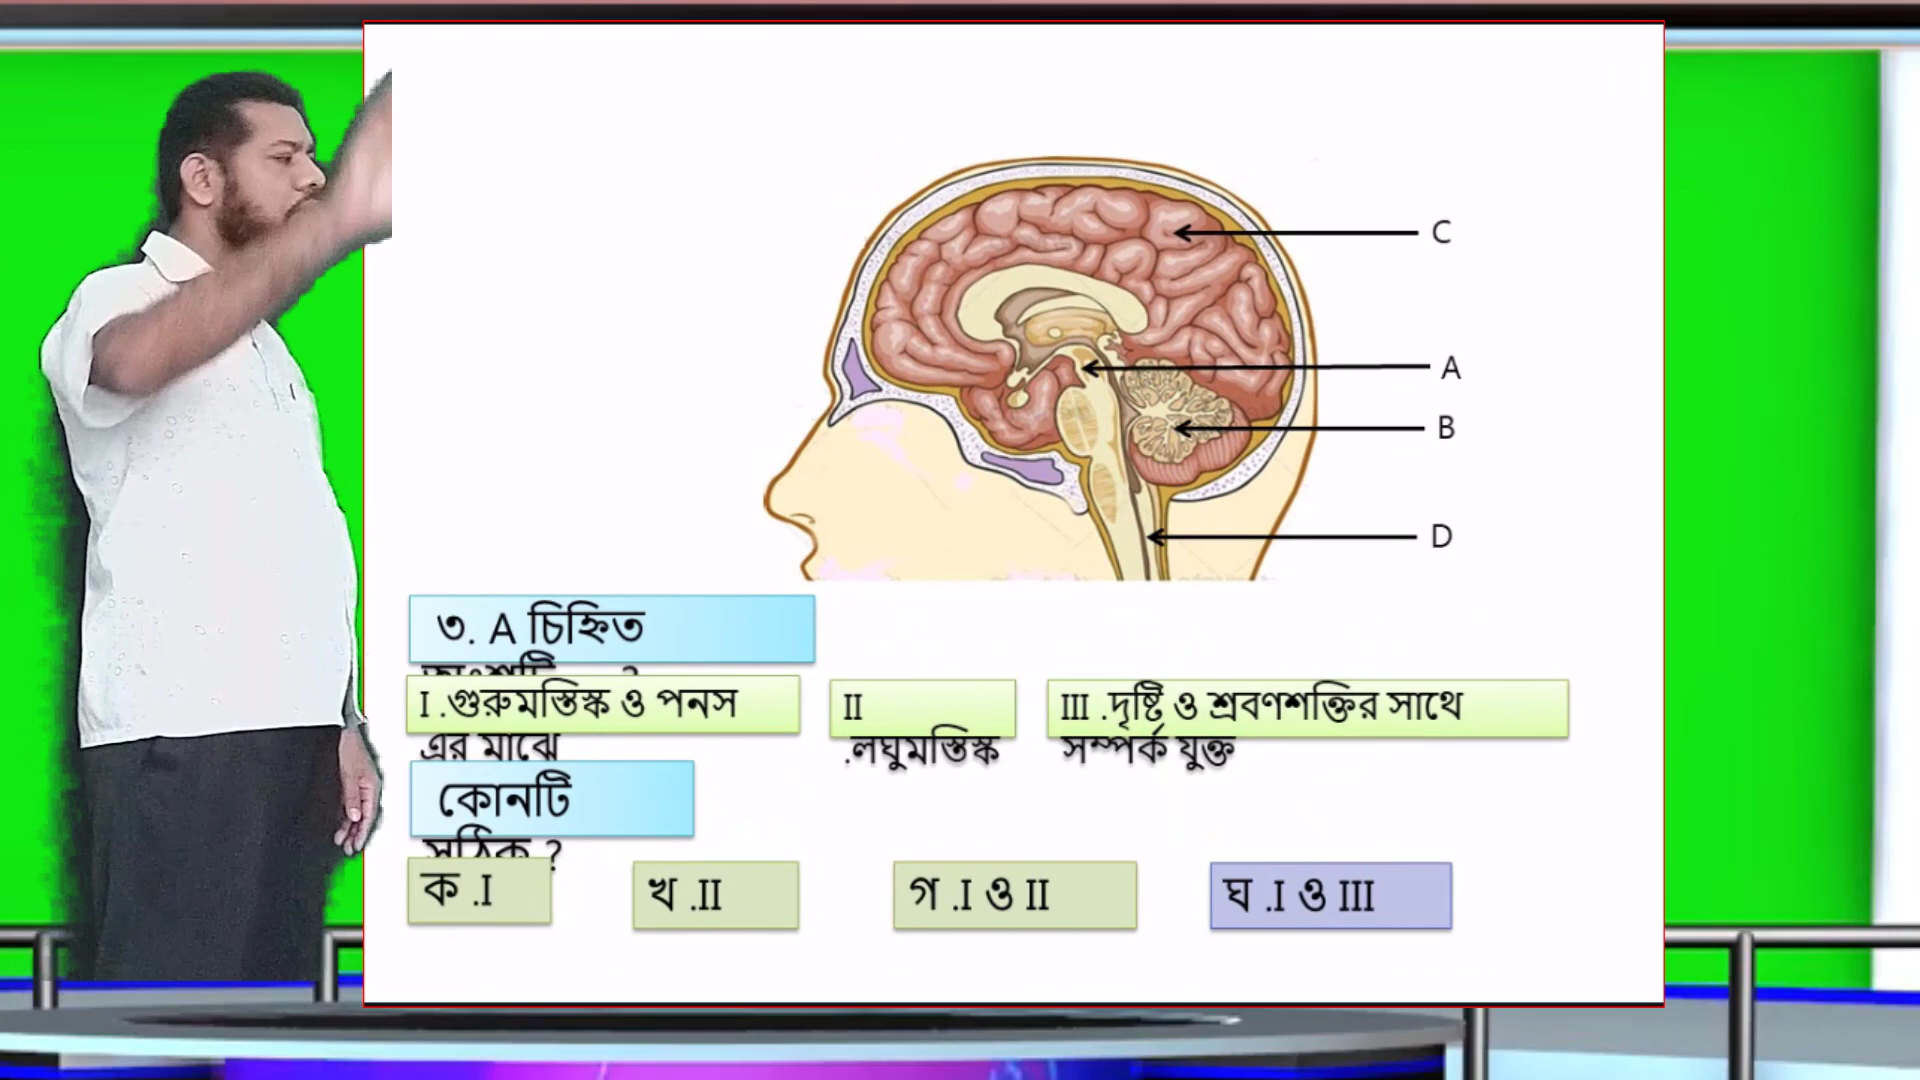 C
A
B
D
৩. A চিহ্নিত
I .গুরুমস্তিস্ক ও পনস
এর মাঝে
II
.লঘুমস্তিস্ক
III .দৃষ্টি ও শ্রবণশক্তির সাথে
সম্পর্ক যুক্ত
কোনটি
সঠিক ?
ক .I
খ .II
গ .I ও II
ঘ .I ও III